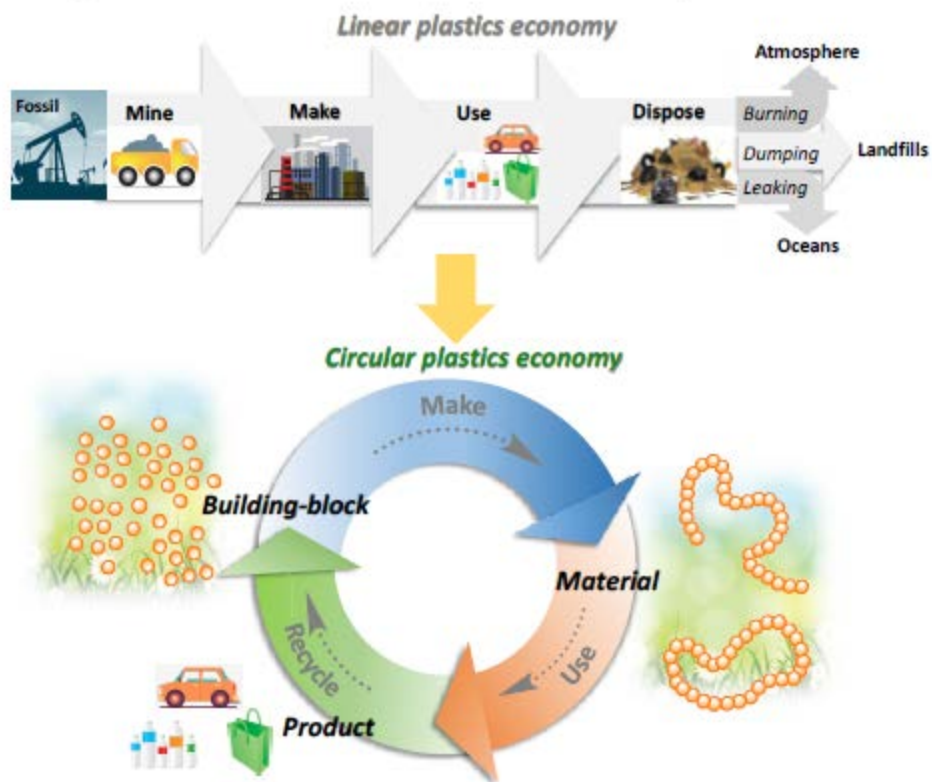 Linear plastics economy
Atmosphere
Fossil
Mine
Make
Use
Dispose
Burning
Dumping
Landfills
Leaking
Oceans
Circular plastics economy
Make
Building-block
Material
Recycle
Use
Product